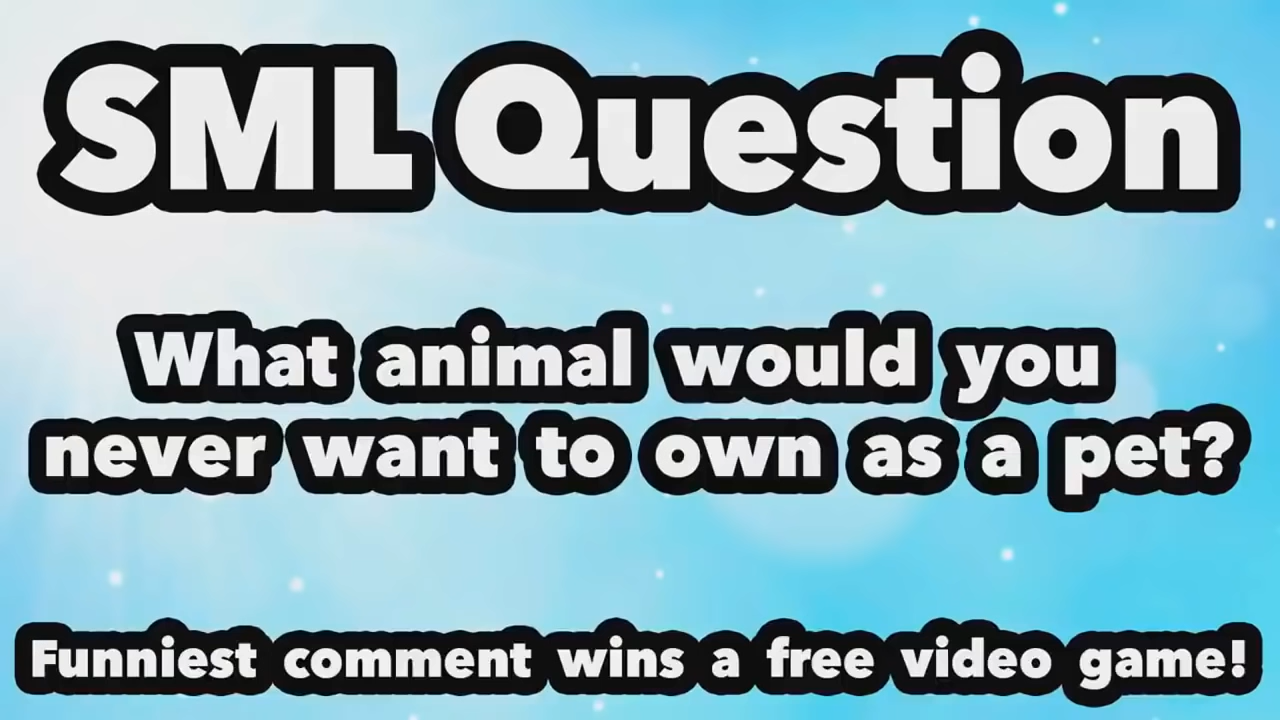 SML Question
What animal would you
never want to own as a pet?
Funniest comment wins a free video game!